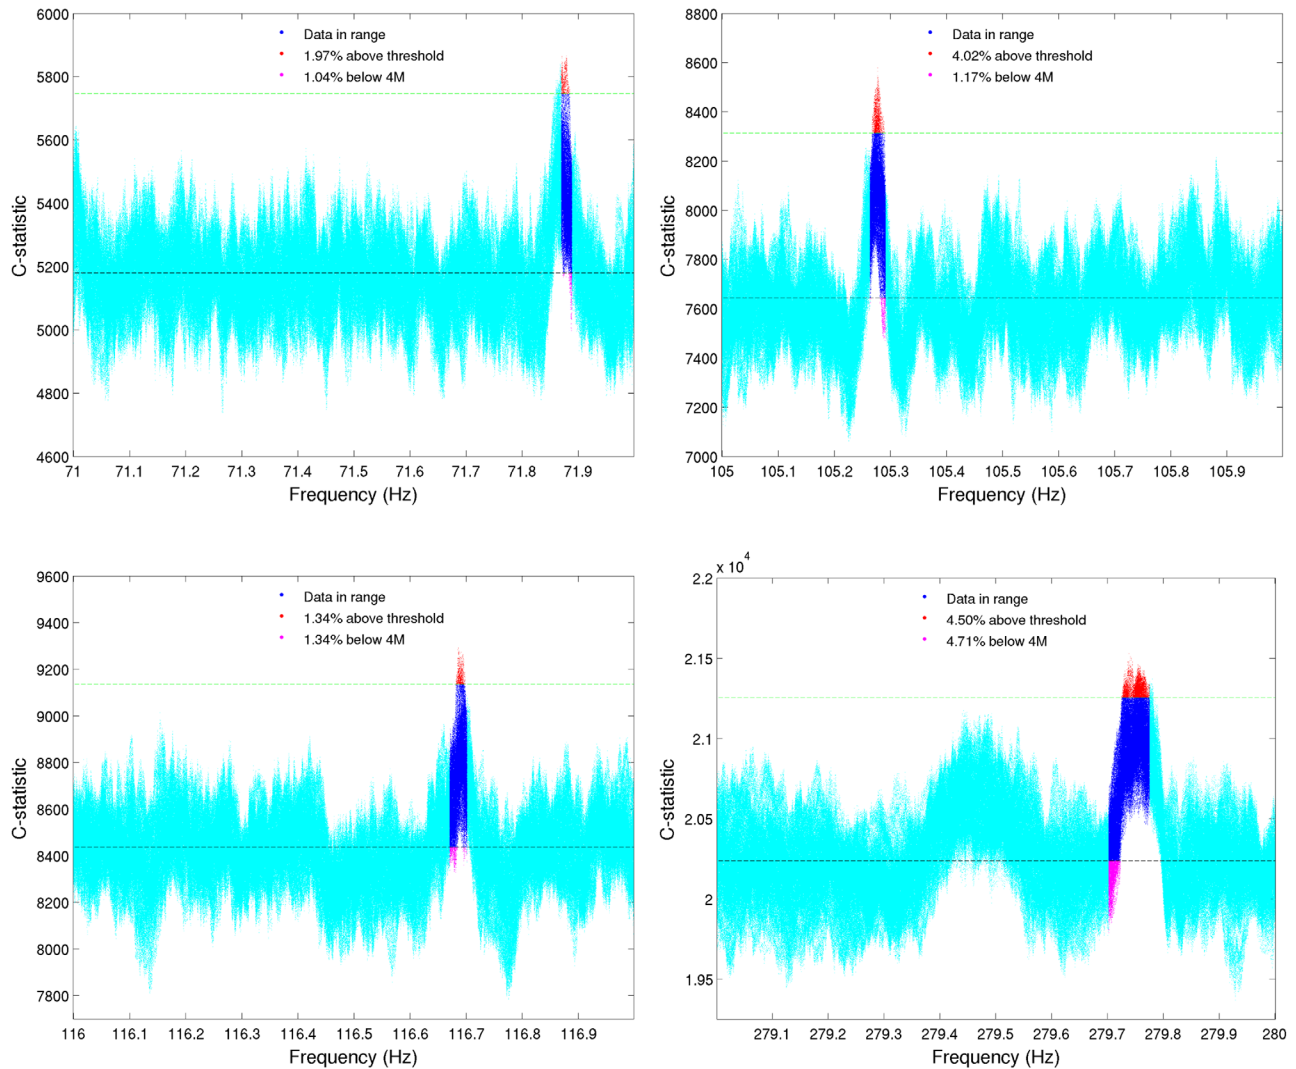 6000
5800
5600
5400
5200
5000
4800
4600
C-statistic
Data in range
1.97% above threshold
1.04% below 4M
71 71.1 71.2 71.3 71.4 71.5 71.6 71.7 71.8 71.9
Frequency (Hz)
8800
8600
8400
8200
8000
7800
7600
7400
7200
7000
C-statistic
Data in range
4.02% above threshold
1.17% below 4M
105 105.1 105.2 105.3 105.4 105.5 105.6 105.7 105.8 105.9
Frequency (Hz)
9600
9400
9200
9000
8800
8600
8400
8200
8000
7800
C-statistic
Data in range
1.34% above threshold
1.34% below 4M
116 116.1 116.2 116.3 116.4 116.5 116.6 116.7 116.8 116.9
Frequency (Hz)
x 10^4
2.2
2.15
2.1
2.05
2
1.95
C-statistic
Data in range
4.50% above threshold
4.71% below 4M
279.1 279.2 279.3 279.4 279.5 279.6 279.7 279.8 279.9 280
Frequency (Hz)